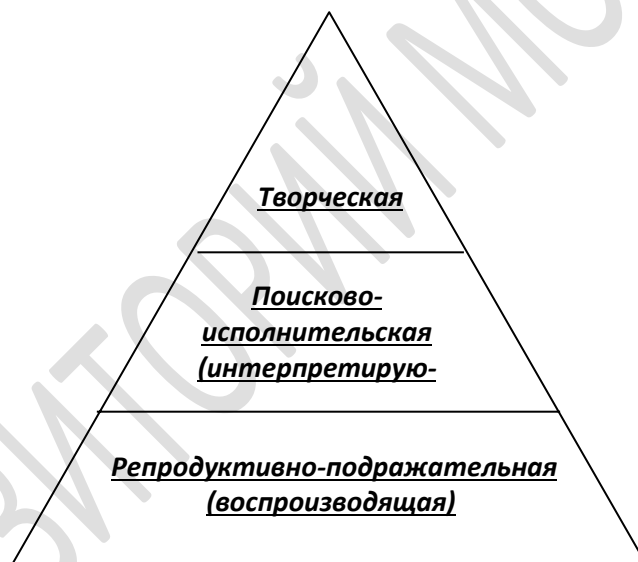 Творческая
Поисково-
исполнительская
(интерпретирую-
Репродуктивно-подражательная
(воспроизводящая)